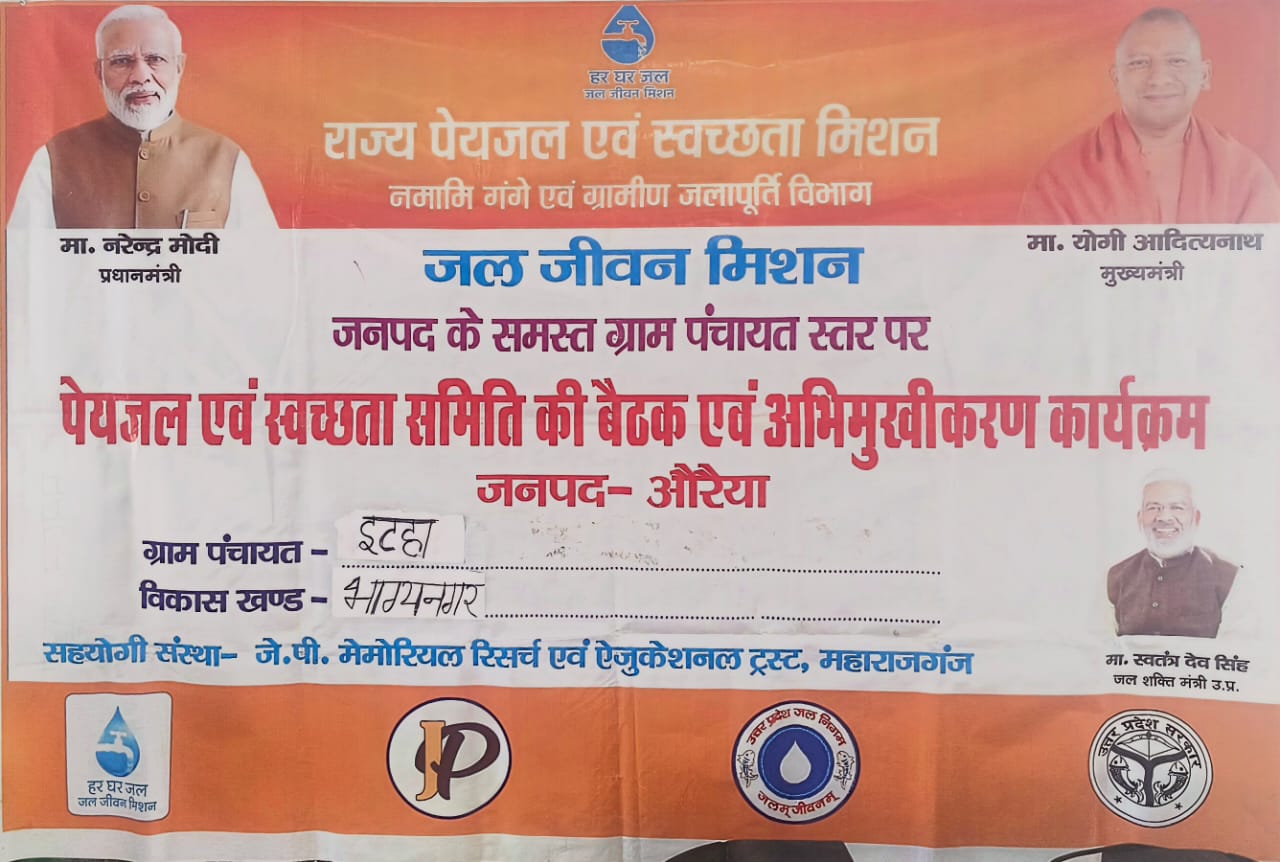 हर घर जल
जल जीवन मिशन
राज्य पेयजल एवं स्वच्छता मिशन
नमामि गंगे एवं ग्रामीण जलापूर्ति विभाग
मा. नरेन्द्र मोदी
प्रधानमंत्री
मा. योगी आदित्यनाथ
मुख्यमंत्री
जल जीवन मिशन
जनपद के समस्त ग्राम पंचायत स्तर पर
पेयजल एवं स्वच्छता समिति की बैठक एवं अभिमुखीकरण कार्यक्रम
जनपद- औरैया
ग्राम पंचायत - इटहा
विकास खण्ड - भाग्यनगर
सहयोगी संस्था- जे.पी. मेमोरियल रिसर्च एवं ऐजुकेशनल ट्रस्ट, महाराजगंज
मा. स्वतंत्र देव सिंह
जल शक्ति मंत्री उ.प्र.
हर घर जल
जल जीवन मिशन
JP
उत्तर प्रदेश जल निगम
जलम् जीवनम्
उत्तर प्रदेश सरकार